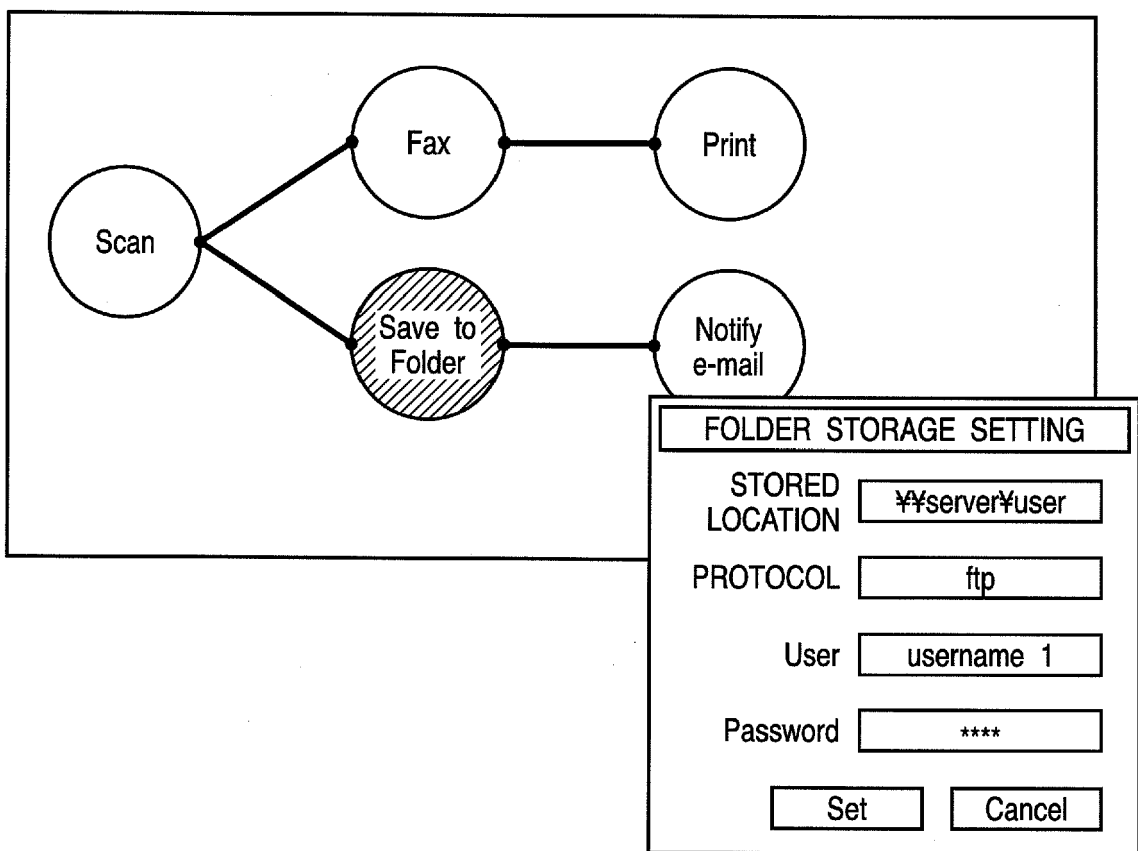 Fax
Print
Scan
Save to
Folder
Notify
e-mail
FOLDER STORAGE SETTING
STORED
LOCATION
¥¥server¥user
PROTOCOL
ftp
User
username 1
Password
****
Set
Cancel